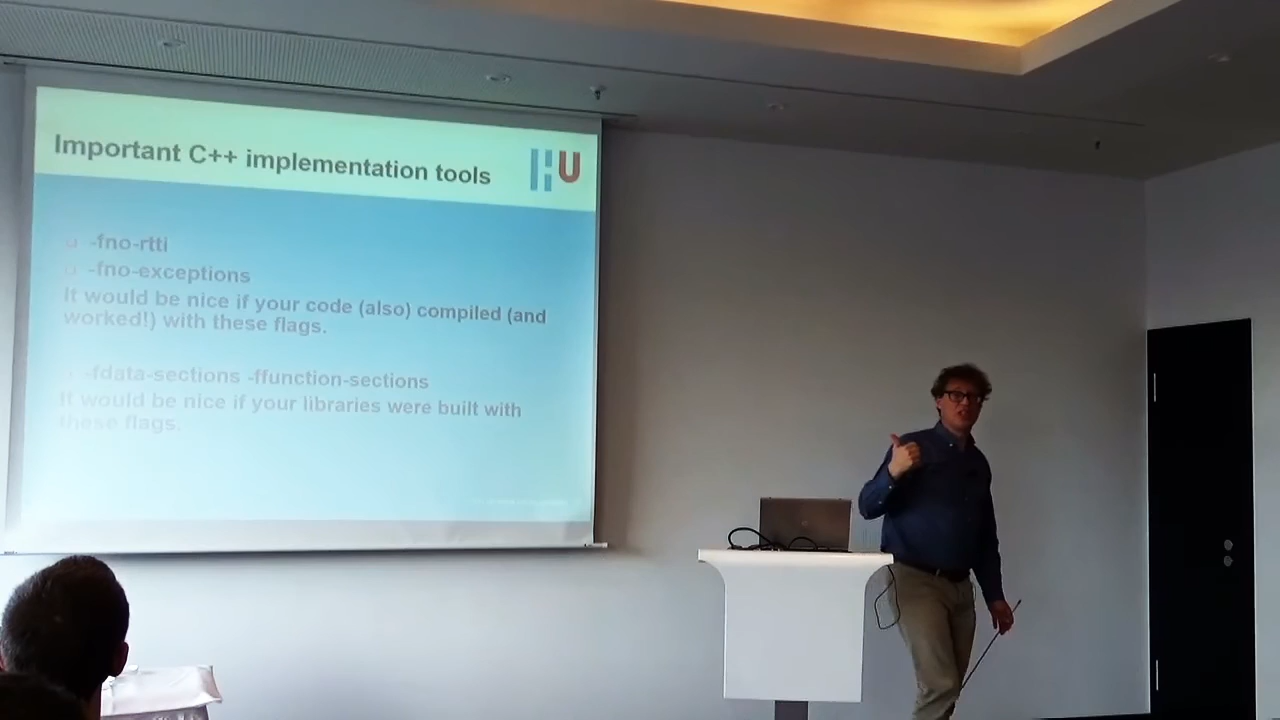 Important C++ implementation tools
HU
-fno-rtti
-fno-exceptions
It would be nice if your code (also) compiled (and
worked!) with these flags.
-fdata-sections -ffunction-sections
It would be nice if your libraries were built with
these flags.